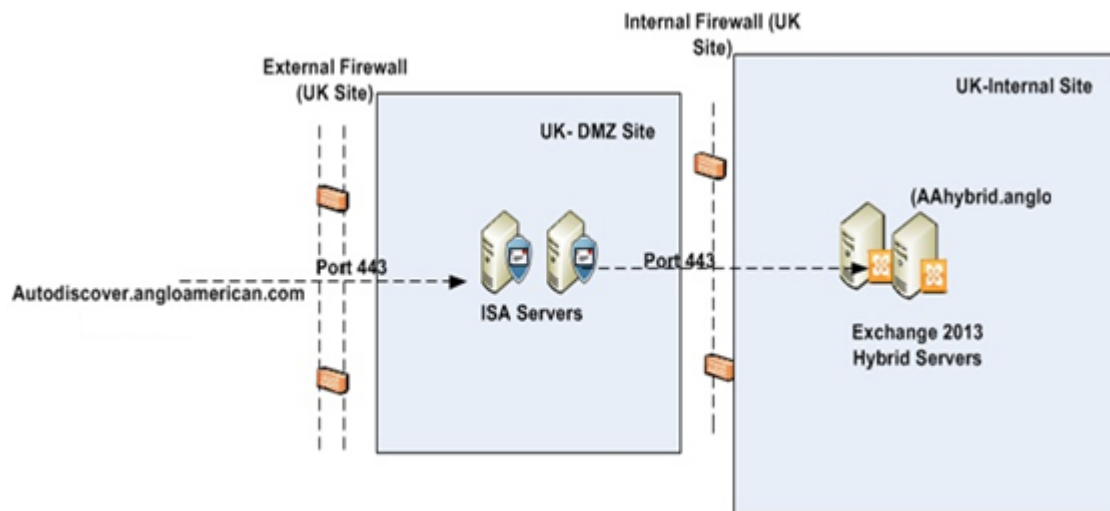 Internal Firewall (UK
Site)
External Firewall
(UK Site)
UK-Internal Site
UK- DMZ Site
(AAhybrid.anglo
Port 443
Port 443
Autodiscover.angloamerican.com
ISA Servers
Exchange 2013
Hybrid Servers